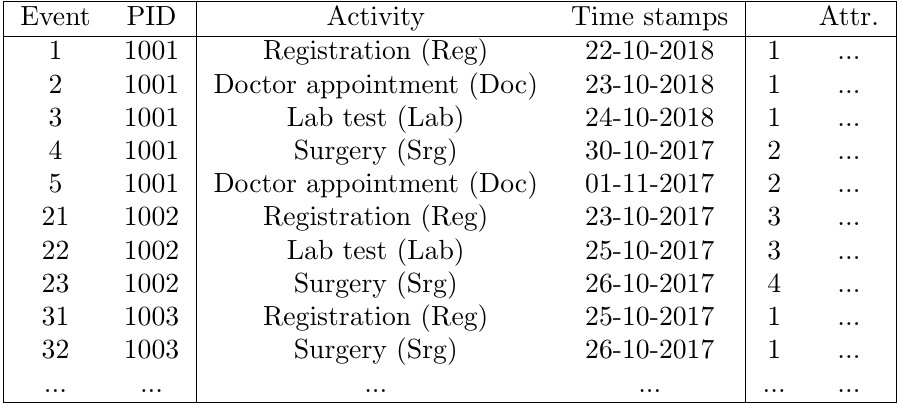 Event PID Activity Time stamps Attr.
1 1001 Registration (Reg) 22-10-2018 1 ...
2 1001 Doctor appointment (Doc) 23-10-2018 1 ...
3 1001 Lab test (Lab) 24-10-2018 1 ...
4 1001 Surgery (Srg) 30-10-2017 2 ...
5 1001 Doctor appointment (Doc) 01-11-2017 2 ...
21 1002 Registration (Reg) 23-10-2017 3 ...
22 1002 Lab test (Lab) 25-10-2017 3 ...
23 1002 Surgery (Srg) 26-10-2017 4 ...
31 1003 Registration (Reg) 25-10-2017 1 ...
32 1003 Surgery (Srg) 26-10-2017 1 ...
... ... ... ... ... ...